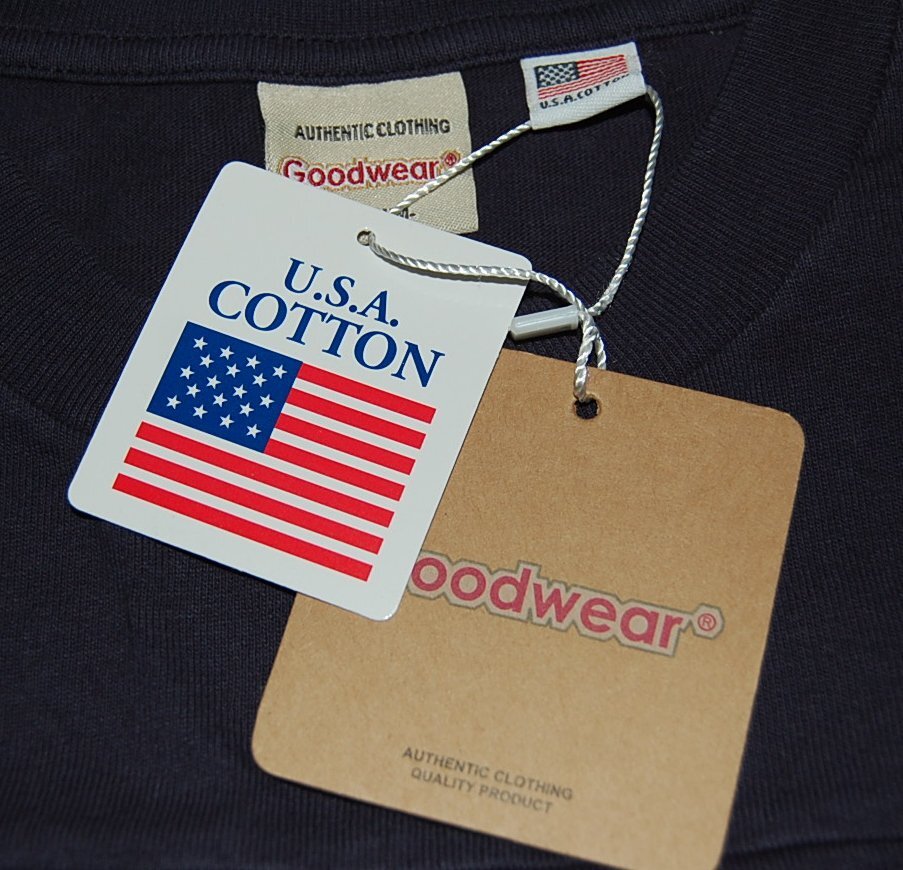 AUTHENTIC CLOTHING
Goodwear®
U.S.A. COTTON
U.S.A.
COTTON
oodwear®
AUTHENTIC CLOTHING
QUALITY PRODUCT